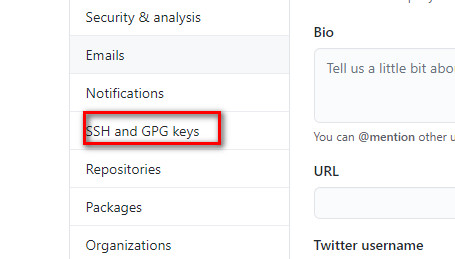 Security & analysis
Emails
Notifications
SSH and GPG keys
Repositories
Packages
Organizations
Bio
Tell us a little bit abo
You can @mention other u
URL
Twitter username